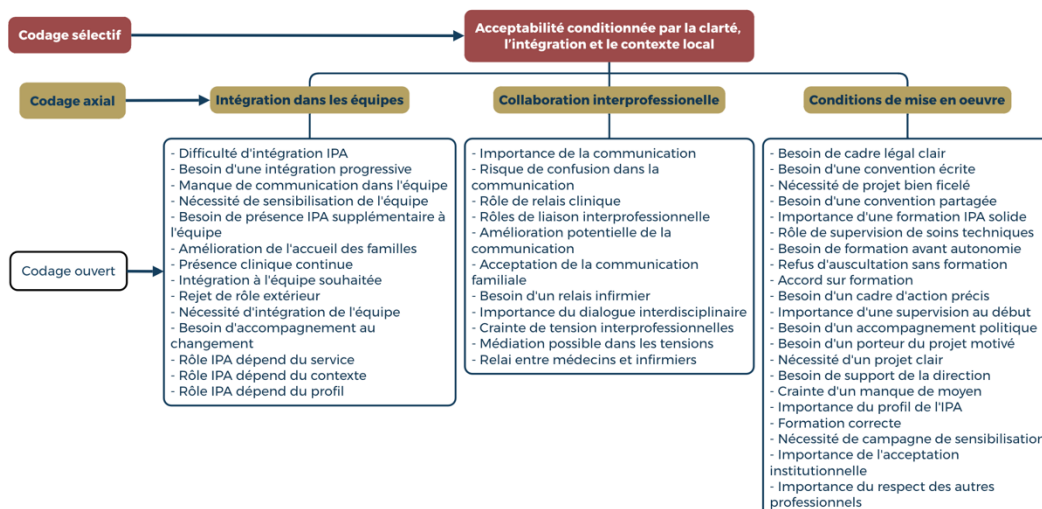 Codage sélectif
Acceptabilité conditionnée par la clarté,
l'intégration et le contexte local
Codage axial
Intégration dans les équipes
Collaboration interprofessionelle
Conditions de mise en oeuvre
Codage ouvert
- Difficulté d'intégration IPA
- Besoin d'une intégration progressive
- Manque de communication dans l'équipe
- Nécessité de sensibilisation de l'équipe
- Besoin de présence IPA supplémentaire à
l'équipe
- Amélioration de l'accueil des familles
- Présence clinique continue
- Intégration à l'équipe souhaitée
- Rejet de rôle extérieur
- Nécessité d'intégration de l'équipe
- Besoin d'accompagnement au
changement
- Rôle IPA dépend du service
- Rôle IPA dépend du contexte
- Rôle IPA dépend du profil
- Importance de la communication
- Risque de confusion dans la
communication
- Rôle de relais clinique
- Rôles de liaison interprofessionnelle
- Amélioration potentielle de la
communication
- Acceptation de la communication
familiale
- Besoin d'un relais infirmier
- Importance du dialogue interdisciplinaire
- Crainte de tension interprofessionnelles
- Médiation possible dans les tensions
- Relai entre médecins et infirmiers
- Besoin de cadre légal clair
- Besoin d'une convention écrite
- Nécessité de projet bien ficelé
- Besoin d'une convention partagée
- Importance d'une formation IPA solide
- Rôle de supervision de soins techniques
- Besoin de formation avant autonomie
- Refus d'auscultation sans formation
- Accord sur formation
- Besoin d'un cadre d'action précis
- Importance d'une supervision au début
- Besoin d'un accompagnement politique
- Besoin d'un porteur du projet motivé
- Nécessité d'un projet clair
- Besoin de support de la direction
- Crainte d'un manque de moyen
- Importance du profil de l'IPA
- Formation correcte
- Nécessité de campagne de sensibilisation
- Importance de l'acceptation
institutionnelle
- Importance du respect des autres
professionnels